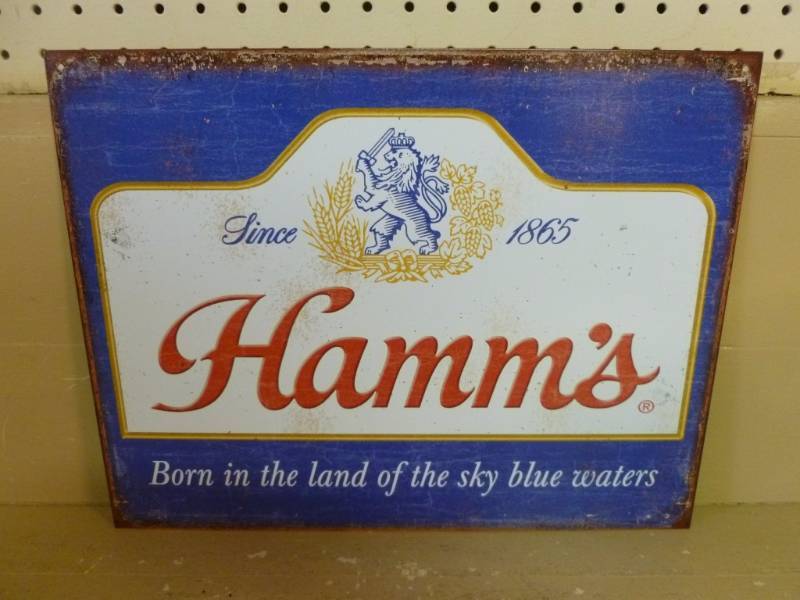 Since 1865
Hamm's®
Born in the land of the sky blue waters